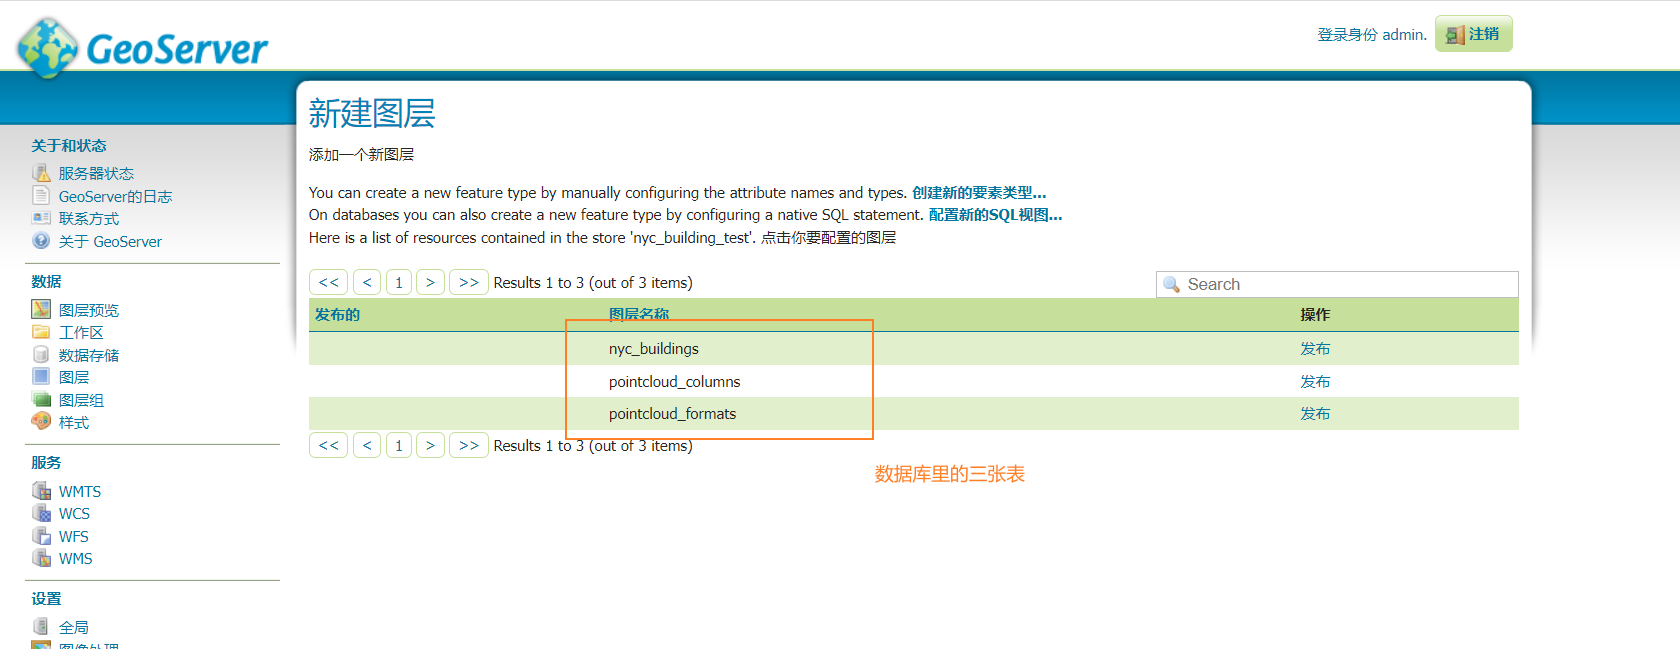 GeoServer
登录身份 admin.
注销
关于和状态
服务器状态
GeoServer的日志
联系方式
关于 GeoServer
数据
图层预览
工作区
数据存储
图层
图层组
样式
服务
WMTS
WCS
WFS
WMS
设置
全局
图像处理
新建图层
添加一个新图层
You can create a new feature type by manually configuring the attribute names and types. 创建新的要素类型...
On databases you can also create a new feature type by configuring a native SQL statement. 配置新的SQL视图...
Here is a list of resources contained in the store 'nyc_building_test'. 点击你要配置的图层
<< < 1 > >> Results 1 to 3 (out of 3 items)
Search
发布的 图层名称 操作
nyc_buildings 发布
pointcloud_columns 发布
pointcloud_formats 发布
<< < 1 > >> Results 1 to 3 (out of 3 items)
数据库里的三张表